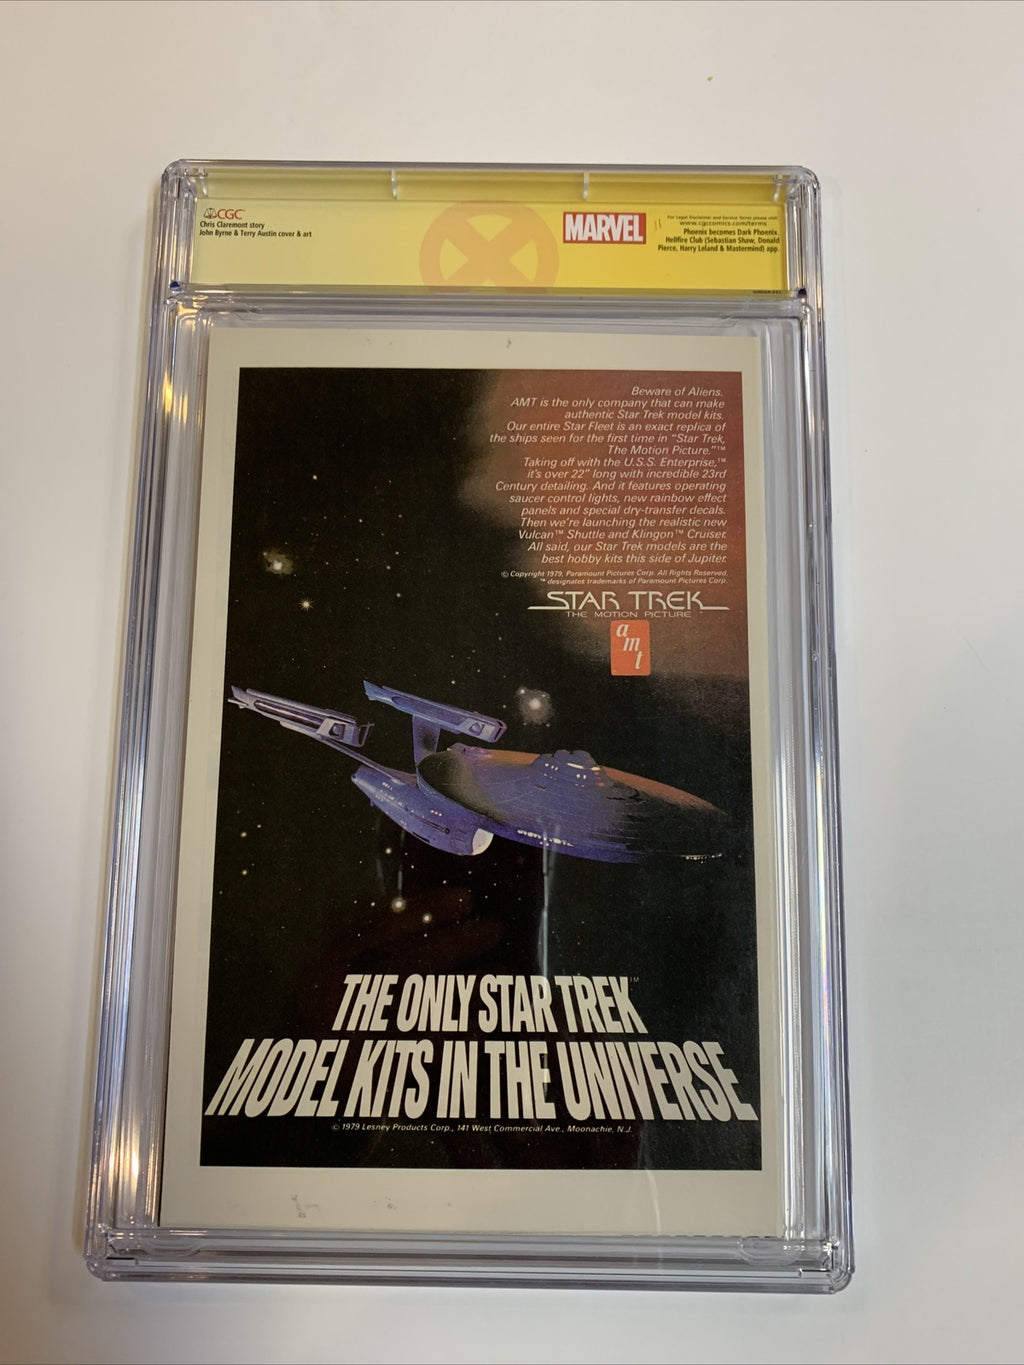 CGC
Chris Claremont story
John Byrne & Terry Austin cover & art
MARVEL
For Legal Disclaimer and Service Terms please visit
www.cgccomics.com/terms
Phoenix becomes Dark Phoenix.
Hellfire Club (Sebastian Shaw, Donald
Pierce, Harry Leland & Mastermind) app.
Beware of Aliens.
AMT is the only company that can make
authentic Star Trek model kits.
Our entire Star Fleet is an exact replica of
the ships seen for the first time in "Star Trek,
The Motion Picture."™
Taking off with the U.S.S. Enterprise,™
it's over 22" long with incredible 23rd
Century detailing. And it features operating
saucer control lights, new rainbow effect
panels and special dry-transfer decals.
Then we're launching the realistic new
Vulcan™ Shuttle and Klingon™ Cruiser.
All said, our Star Trek models are the
best hobby kits this side of Jupiter.
© Copyright 1979, Paramount Pictures Corp. All Rights Reserved.
™ designates trademarks of Paramount Pictures Corp.
STAR TREK
THE MOTION PICTURE™
amt
THE ONLY STAR TREK™
MODEL KITS IN THE UNIVERSE
© 1979 Lesney Products Corp., 141 West Commercial Ave., Moonachie, N.J.